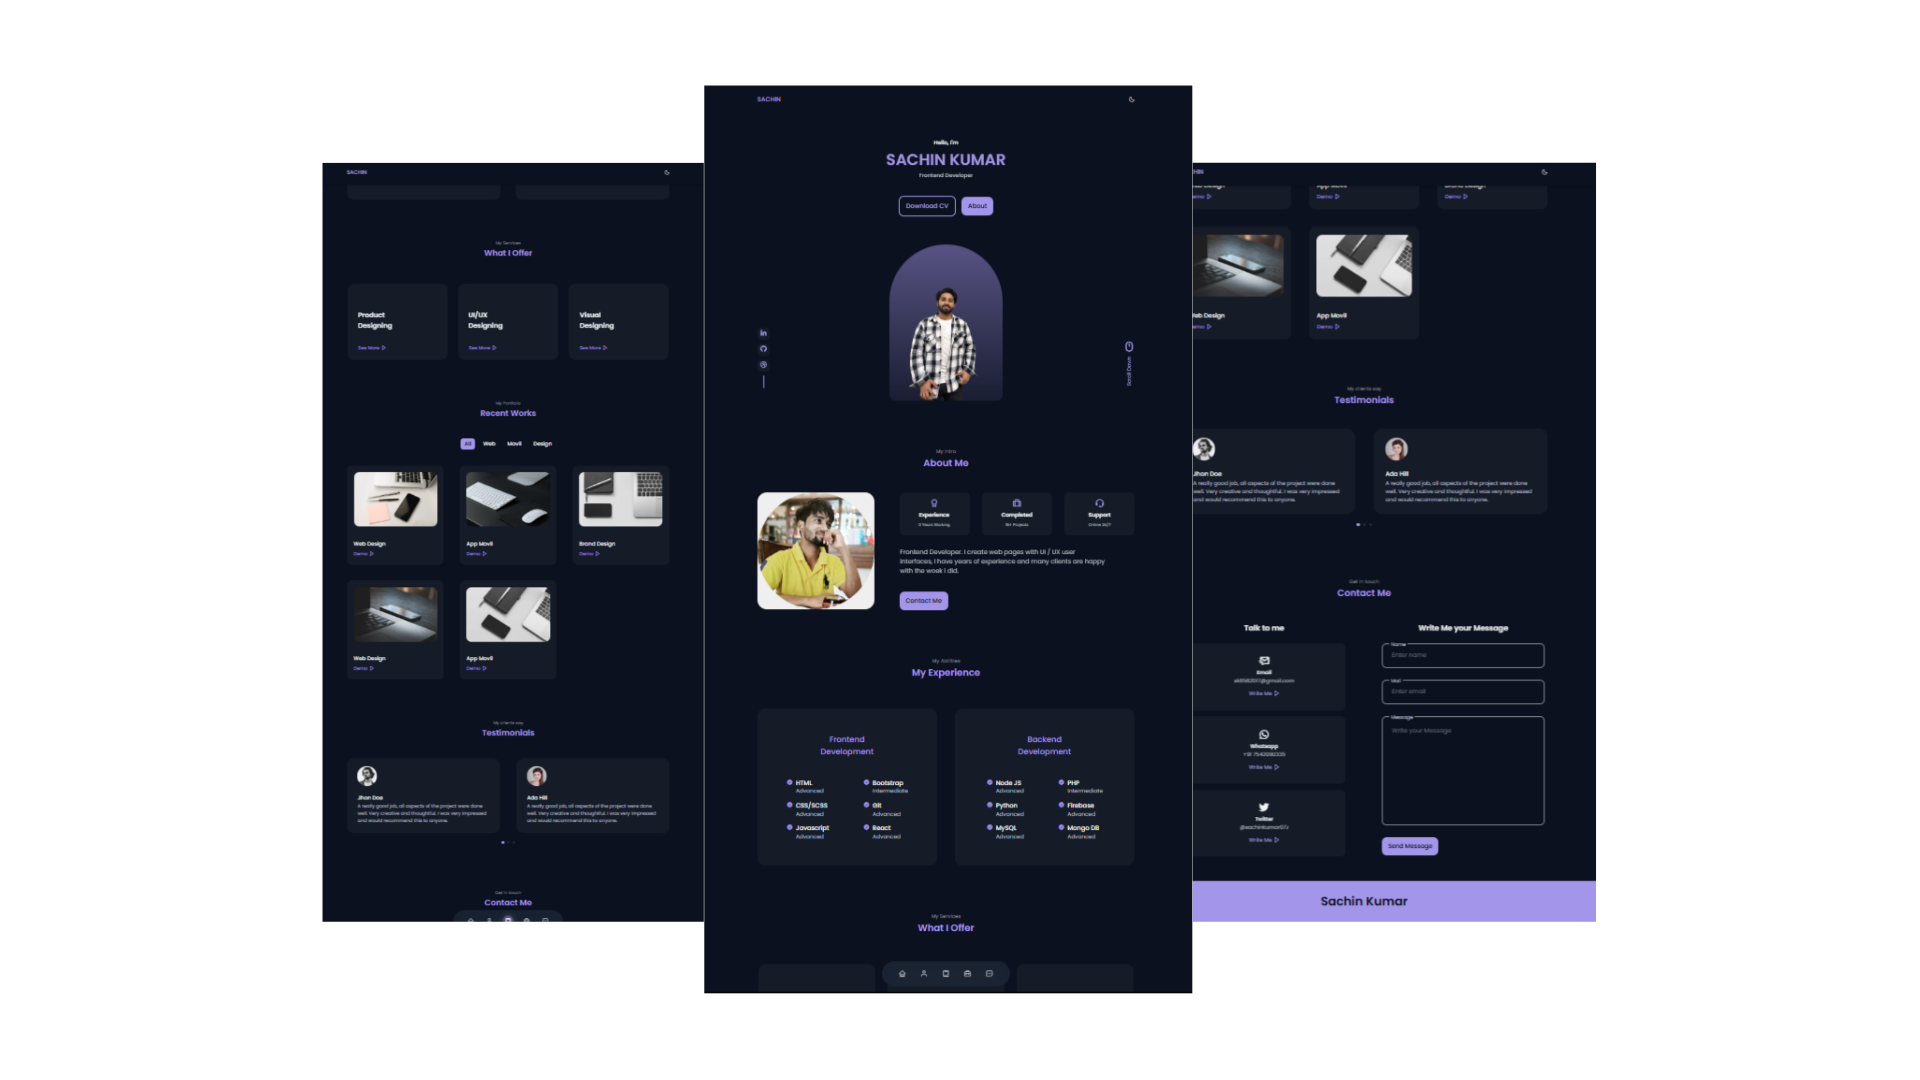 SACHIN
My Services
What I Offer
Product
Designing
See More
UI/UX
Designing
See More
Visual
Designing
See More
My Portfolio
Recent Works
All Web Movil Design
Web Design
Demo
App Movil
Demo
Brand Design
Demo
Web Design
Demo
App Movil
Demo
My clients say
Testimonials
Jhon Doe
A really good job, all aspects of the project were done
well. Very creative and thoughtful. I was very impressed
and would recommend this to anyone.
Ada Hill
A really good job, all aspects of the project were done
well. Very creative and thoughtful. I was very impressed
and would recommend this to anyone.
Get in touch
Contact Me
SACHIN
Hello, I'm
SACHIN KUMAR
Frontend Developer
Download CV
About
Scroll Down
My Intro
About Me
Experience
Completed
Support
Online 24/7
Frontend Developer. I create web pages with UI / UX user
interfaces, I have years of experience and many clients are happy
with the week I did.
Contact Me
My Abilities
My Experience
Frontend
Development
HTML
Advanced
Bootstrap
Intermediate
CSS/SCSS
Advanced
Git
Advanced
Javascript
Advanced
React
Advanced
Backend
Development
Node JS
Advanced
PHP
Intermediate
Python
Advanced
Firebase
Advanced
MySQL
Advanced
Mongo DB
Advanced
My Services
What I Offer
Demo
Demo
App Movil
Demo
My clients say
Testimonials
Jhon Doe
A really good job, all aspects of the project were done
well. Very creative and thoughtful. I was very impressed
and would recommend this to anyone.
Ada Hill
A really good job, all aspects of the project were done
well. Very creative and thoughtful. I was very impressed
and would recommend this to anyone.
Get in touch
Contact Me
Talk to me
Email
Write Me
Whatsapp
Write Me
Twitter
Write Me
Write Me your Message
Name
Enter name
Mail
Enter email
Message
Write your Message
Send Message
Sachin Kumar